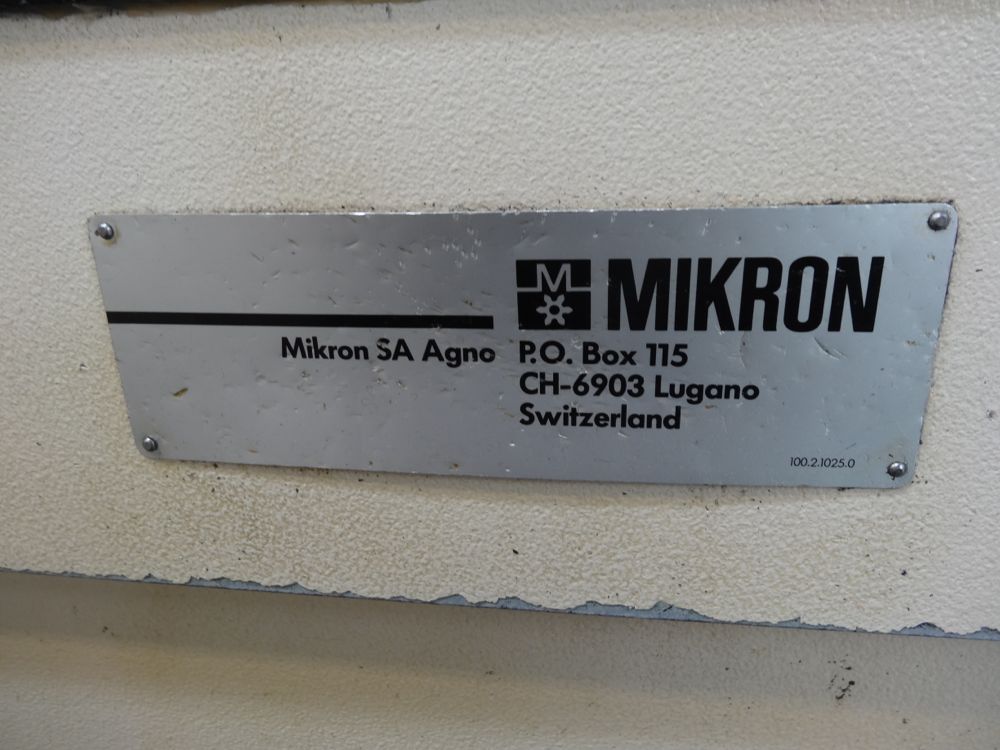 M MIKRON
Mikron SA Agno P.O. Box 115
CH-6903 Lugano
Switzerland
100.2.1025.0